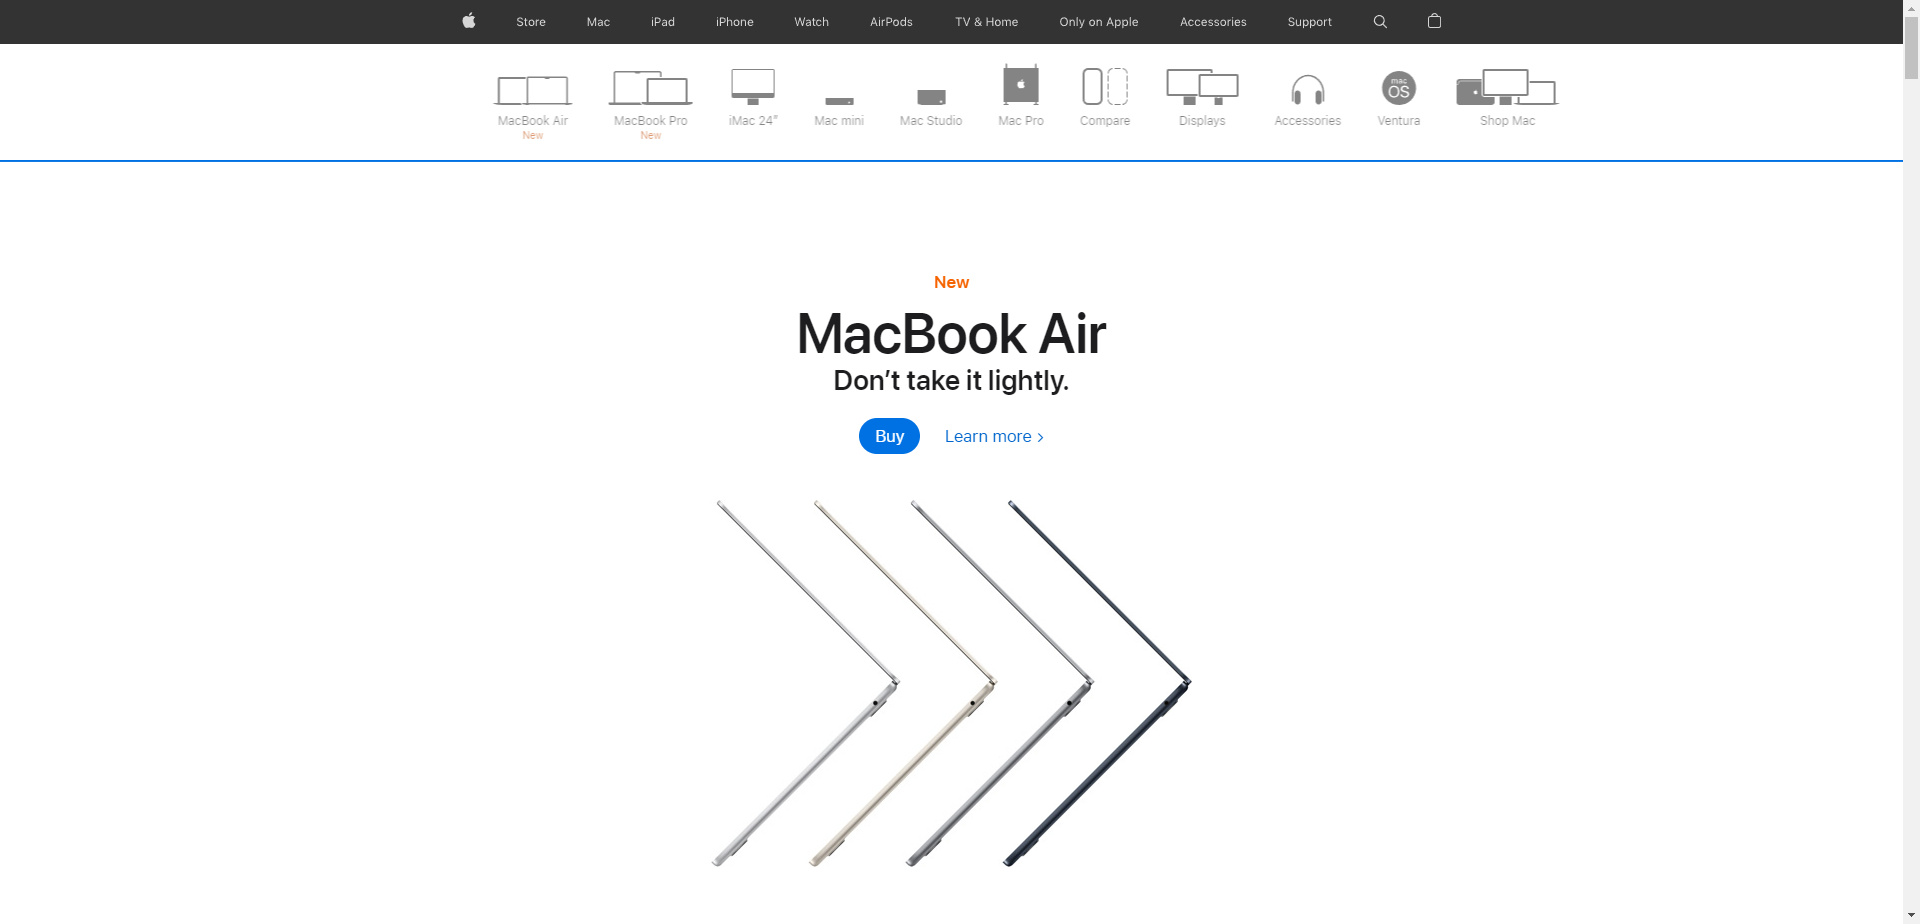 Store Mac iPad iPhone Watch AirPods TV & Home Only on Apple Accessories Support
MacBook Air MacBook Pro iMac 24” Mac mini Mac Studio Mac Pro Compare Displays Accessories macOS Ventura Shop Mac
New New
New
MacBook Air
Don’t take it lightly.
Buy Learn more >